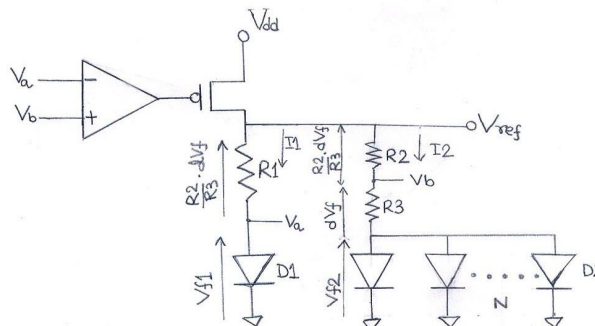 Vdd
Va
-
Vb
+
Vref
I1
I2
R2·dVf
R3
R1
R2·dVf
R3
R2
Vb
dVf
R3
Va
Vf1
D1
Vf2
N